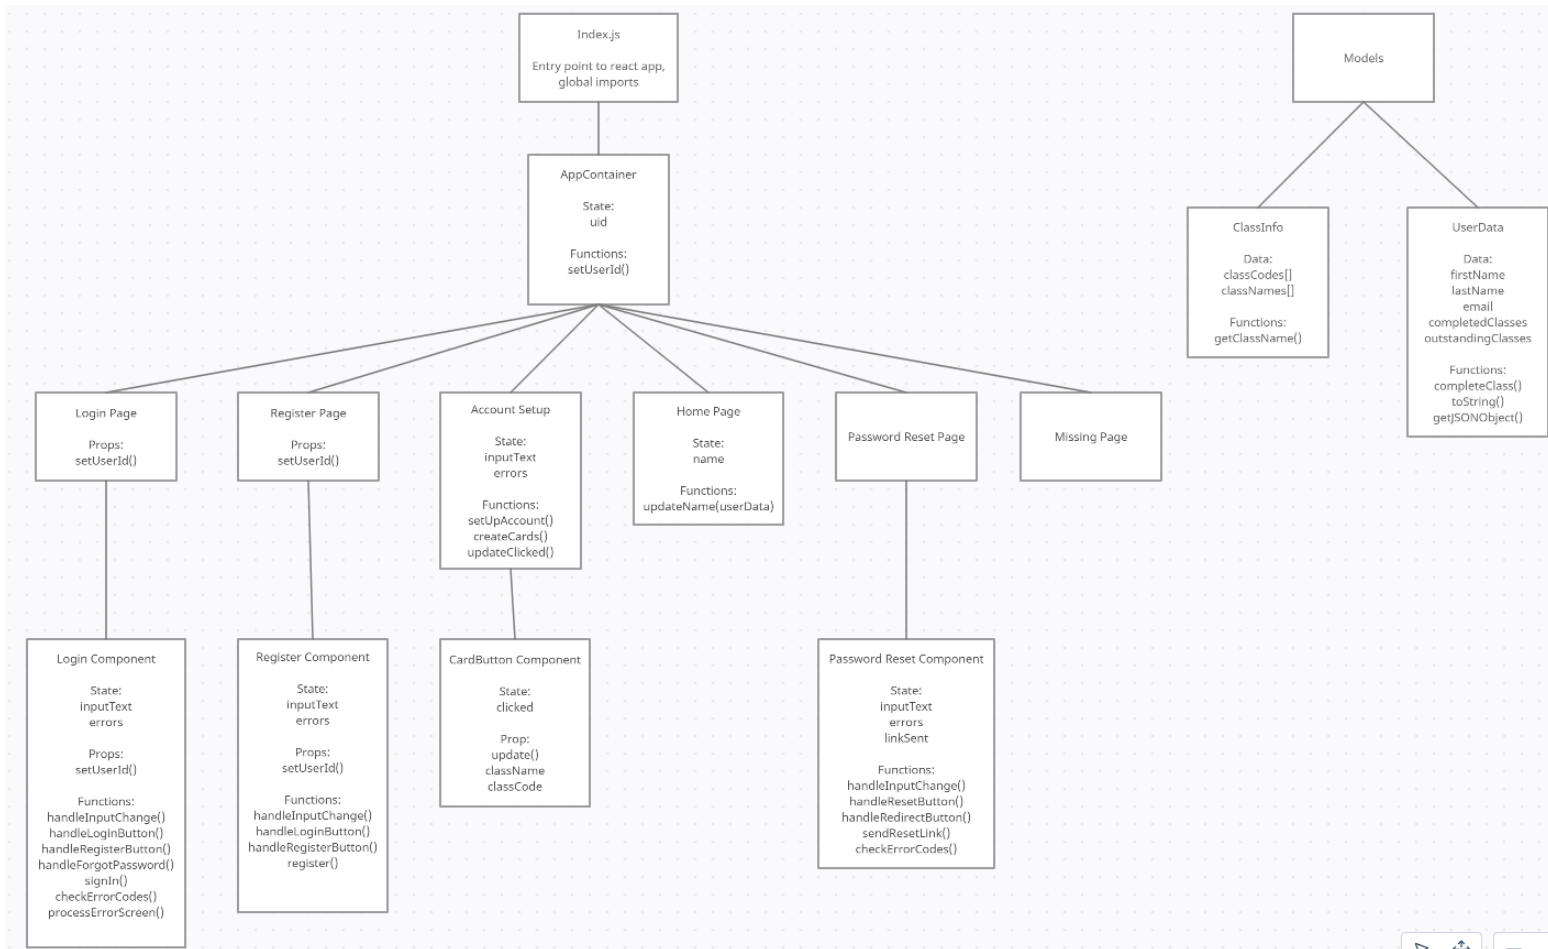 Index.js
Entry point to react app,
global imports
Models
AppContainer
State:
uid
Functions:
setUserId()
ClassInfo
Data:
classCodes[]
classNames[]
Functions:
getClassName()
UserData
Data:
firstName
lastName
email
completedClasses
outstandingClasses
Functions:
completeClass()
toString()
getJSONObject()
Login Page
Props:
setUserId()
Register Page
Props:
setUserId()
Account Setup
State:
inputText
errors
Functions:
setUpAccount()
createCards()
updateClicked()
Home Page
State:
name
Functions:
updateName(userData)
Password Reset Page
Missing Page
Login Component
State:
inputText
errors
Props:
setUserId()
Functions:
handleInputChange()
handleLoginButton()
handleRegisterButton()
handleForgotPassword()
signIn()
checkErrorCodes()
processErrorScreen()
Register Component
State:
inputText
errors
Props:
setUserId()
Functions:
handleInputChange()
handleLoginButton()
handleRegisterButton()
register()
CardButton Component
State:
clicked
Prop:
update()
className
classCode
Password Reset Component
State:
inputText
errors
linkSent
Functions:
handleInputChange()
handleResetButton()
handleRedirectButton()
sendResetLink()
checkErrorCodes()